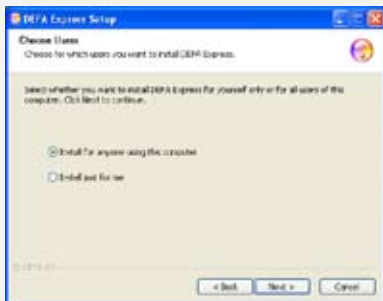 DEFA Express Setup
Choose Users
Choose for which users you want to install DEFA Express.
Select whether you want to install DEFA Express for yourself only or for all users of this
computer. Click Next to continue.
Install for anyone using this computer
Install just for me
< Back
Next >
Cancel